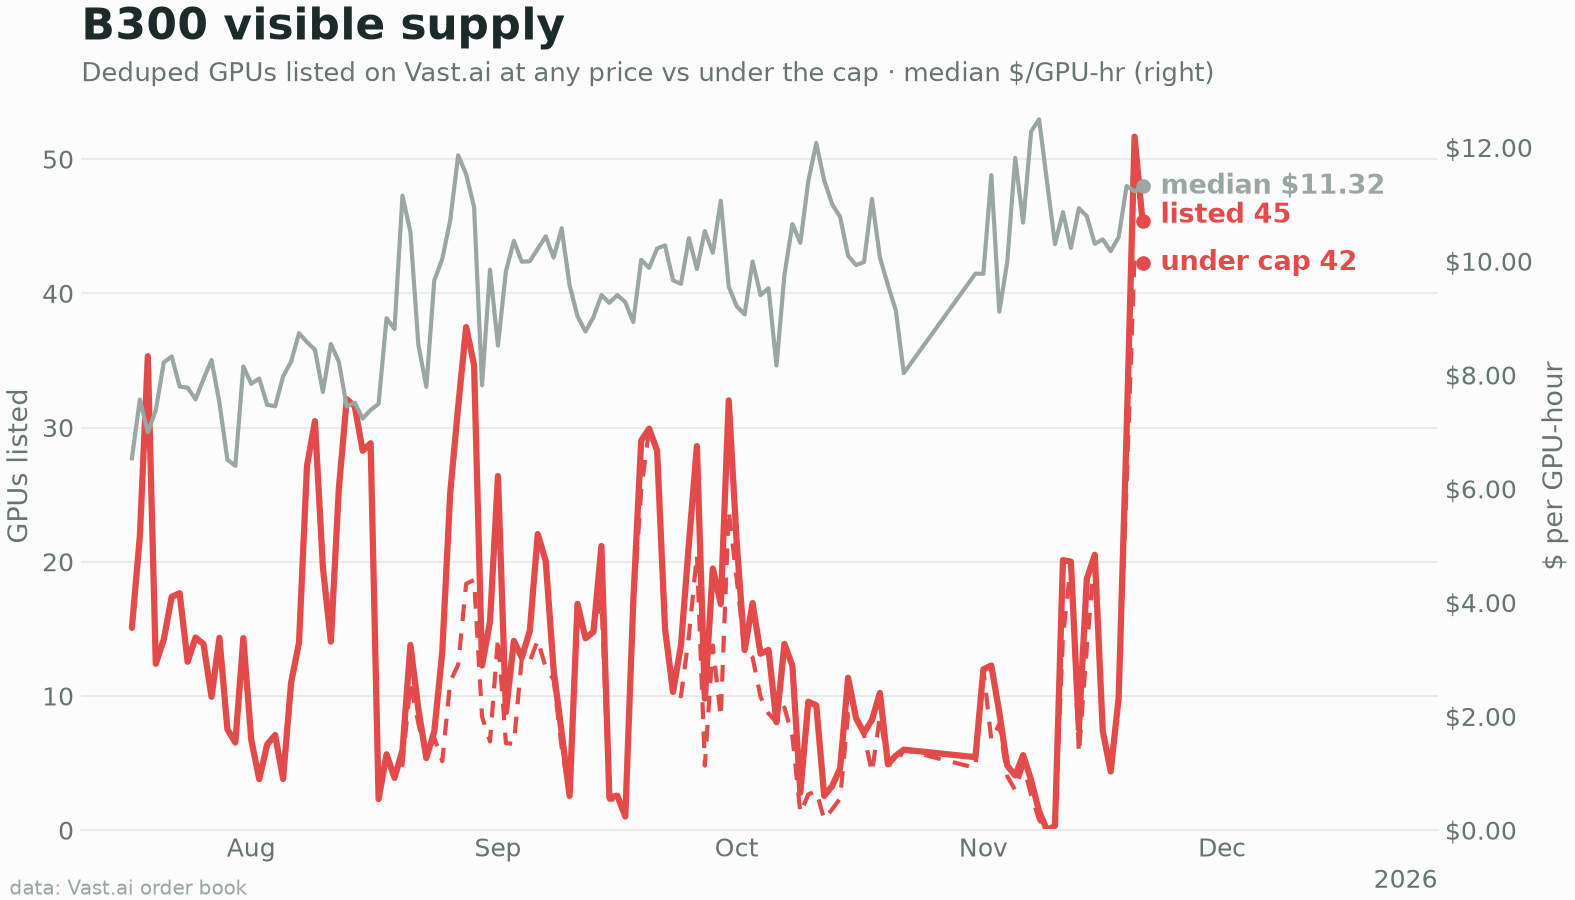 B300 visible supply
Deduped GPUs listed on Vast.ai at any price vs under the cap · median $/GPU-hr (right)
GPUs listed
50
40
30
20
10
0
$12.00
$10.00
$8.00
$6.00
$4.00
$2.00
$0.00
$ per GPU-hour
median $11.32
listed 45
under cap 42
Aug
Sep
Oct
Nov
Dec
2026
data: Vast.ai order book